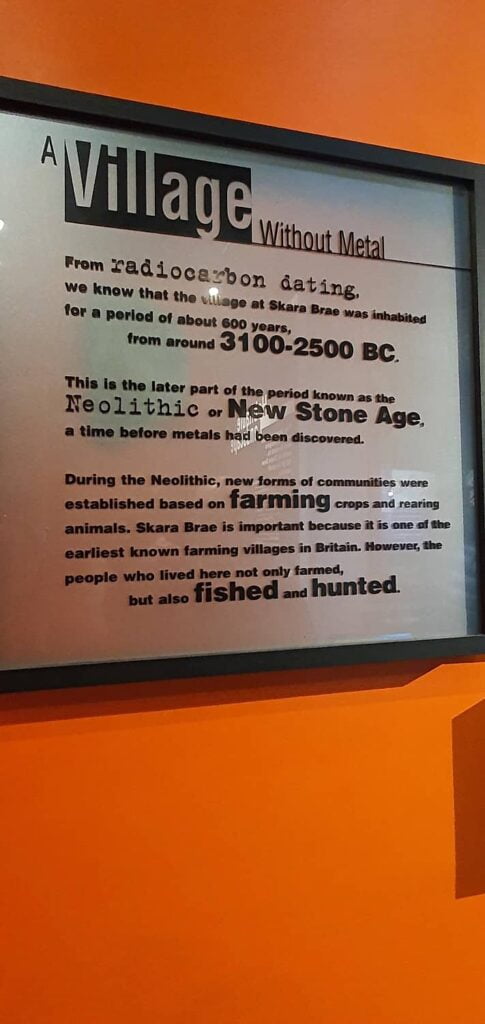 A Village Without Metal
From radiocarbon dating,
we know that the village at Skara Brae was inhabited
for a period of about 600 years,
from around 3100-2500 BC.
This is the later part of the period known as the
Neolithic or New Stone Age,
a time before metals had been discovered.
During the Neolithic, new forms of communities were
established based on farming crops and rearing
animals. Skara Brae is important because it is one of the
earliest known farming villages in Britain. However, the
people who lived here not only farmed,
but also fished and hunted.